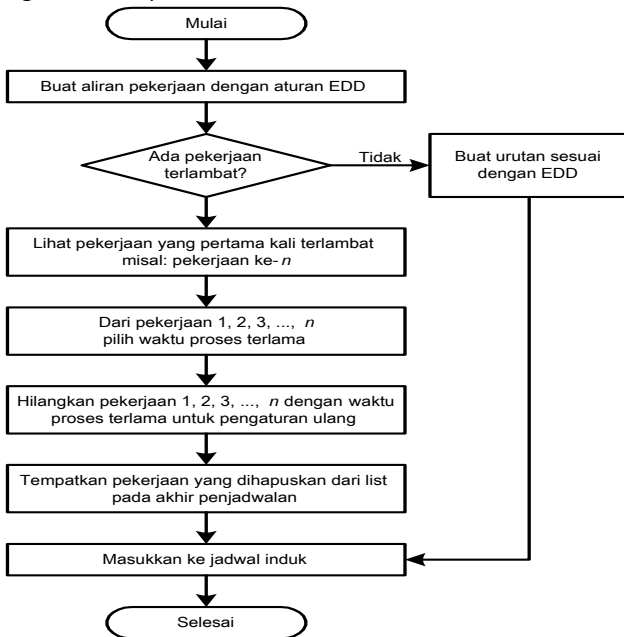 Mulai
Buat aliran pekerjaan dengan aturan EDD
Ada pekerjaan
terlambat?
Tidak
Buat urutan sesuai
dengan EDD
Lihat pekerjaan yang pertama kali terlambat
misal: pekerjaan ke-n
Dari pekerjaan 1, 2, 3, ..., n
pilih waktu proses terlama
Hilangkan pekerjaan 1, 2, 3, ..., n dengan waktu
proses terlama untuk pengaturan ulang
Tempatkan pekerjaan yang dihapuskan dari list
pada akhir penjadwalan
Masukkan ke jadwal induk
Selesai